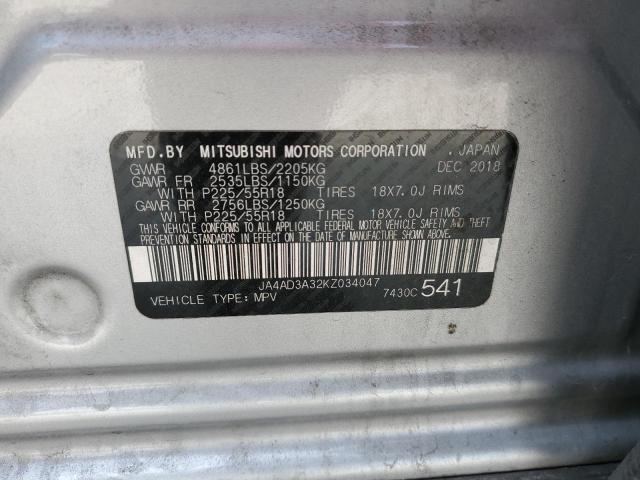 MFD.BY MITSUBISHI MOTORS CORPORATION . JAPAN
GVWR 4861LBS/2205KG DEC 2018
GAWR FR 2535LBS/1150KG
WITH P225/55R18 TIRES 18X7.0J RIMS
GAWR RR 2756LBS/1250KG
WITH P225/55R18 TIRES 18X7.0J RIMS
THIS VEHICLE CONFORMS TO ALL APPLICABLE FEDERAL MOTOR VEHICLE SAFETY AND THEFT
PREVENTION STANDARDS IN EFFECT ON THE DATE OF MANUFACTURE SHOWN ABOVE.
JA4AD3A32KZ034047
VEHICLE TYPE: MPV 7430C 541